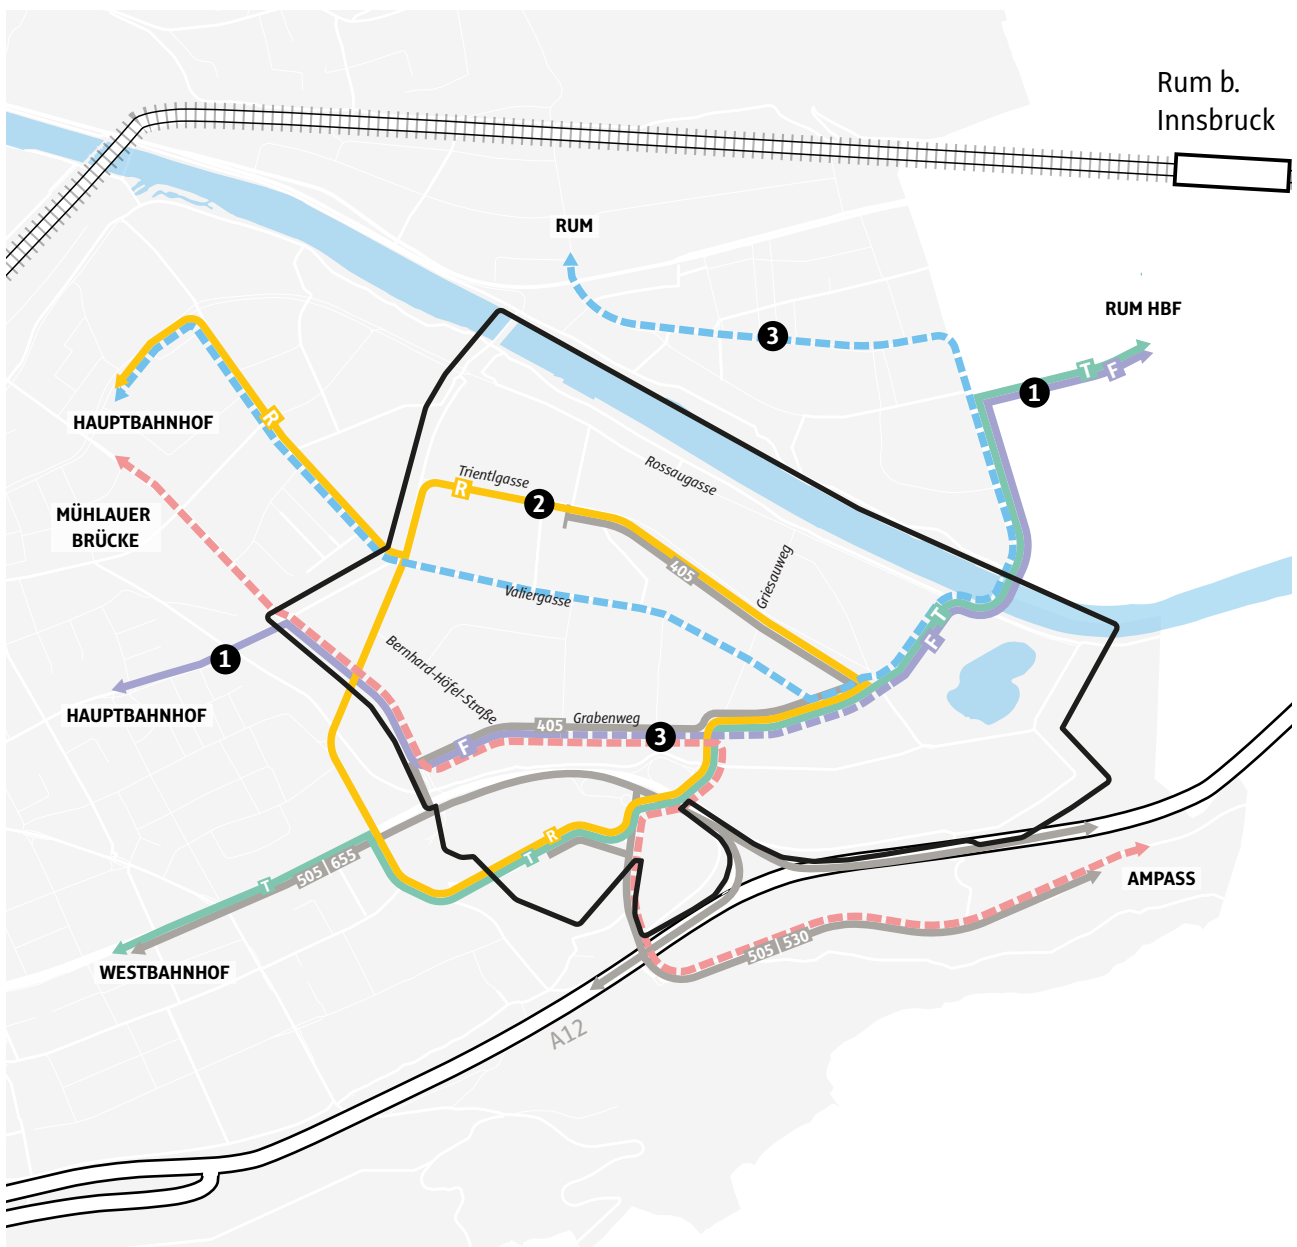 Rum b.
Innsbruck
RUM
RUM HBF
3
T
F
1
HAUPTBAHNHOF
R
Trientlgasse
R
2
Rossaugasse
MÜHLAUER
BRÜCKE
405
Griesauweg
Valiergasse
T
F
1
Bernhard-Höfel-Straße
HAUPTBAHNHOF
405
Grabenweg
F
3
R
T
T
505 | 655
AMPASS
505 | 530
WESTBAHNHOF
A12